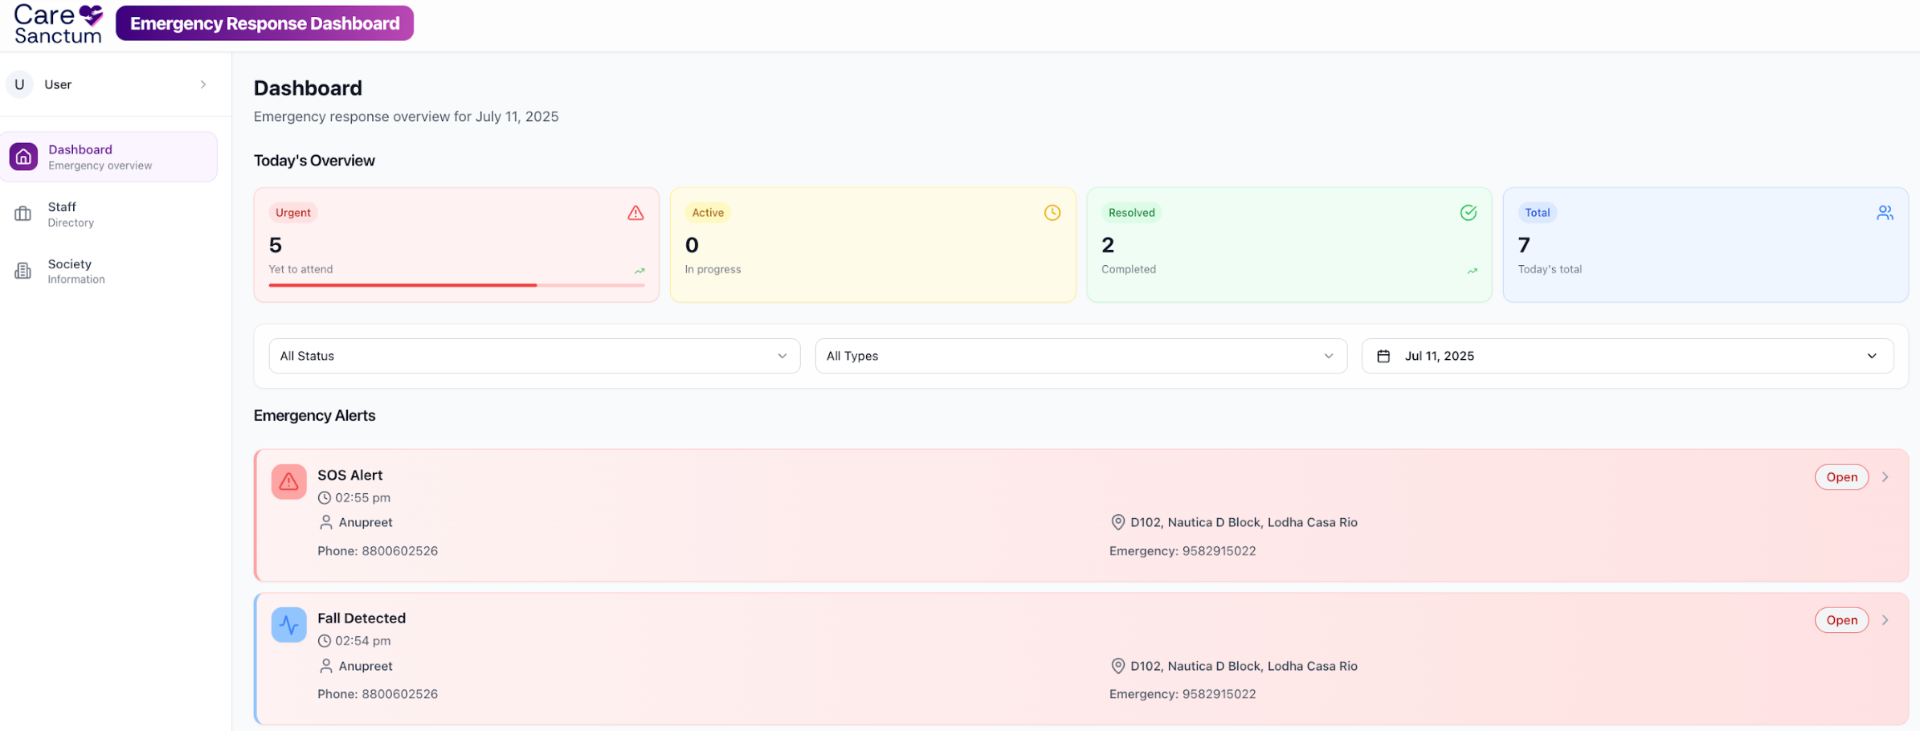 Care
Sanctum
Emergency Response Dashboard
U
User
Dashboard
Emergency overview
Staff
Directory
Society
Information
Dashboard
Emergency response overview for July 11, 2025
Today's Overview
Urgent
5
Yet to attend
Active
0
In progress
Resolved
2
Completed
Total
7
Today's total
All Status
All Types
Jul 11, 2025
Emergency Alerts
SOS Alert
Open
02:55 pm
Anupreet
D102, Nautica D Block, Lodha Casa Rio
Phone: 8800602526
Emergency: 9582915022
Fall Detected
Open
02:54 pm
Anupreet
D102, Nautica D Block, Lodha Casa Rio
Phone: 8800602526
Emergency: 9582915022